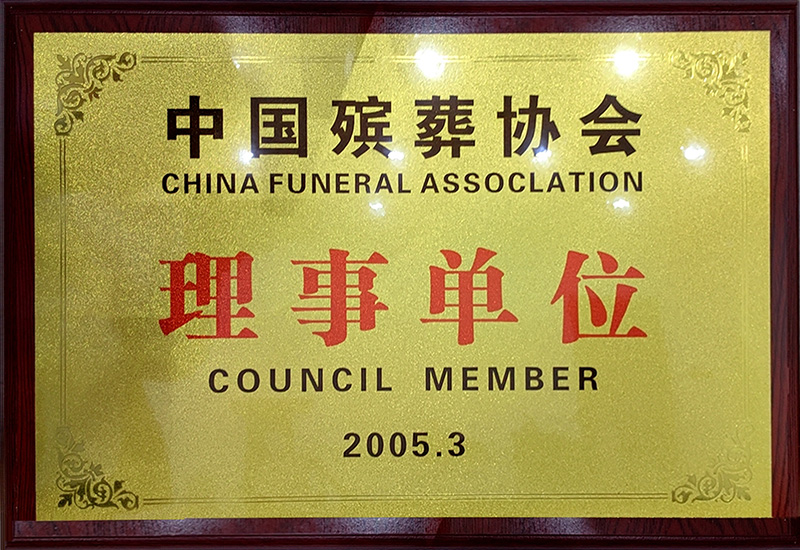 中国殡葬协会
CHINA FUNERAL ASSOCLATION
理事单位
COUNCIL MEMBER
2005.3